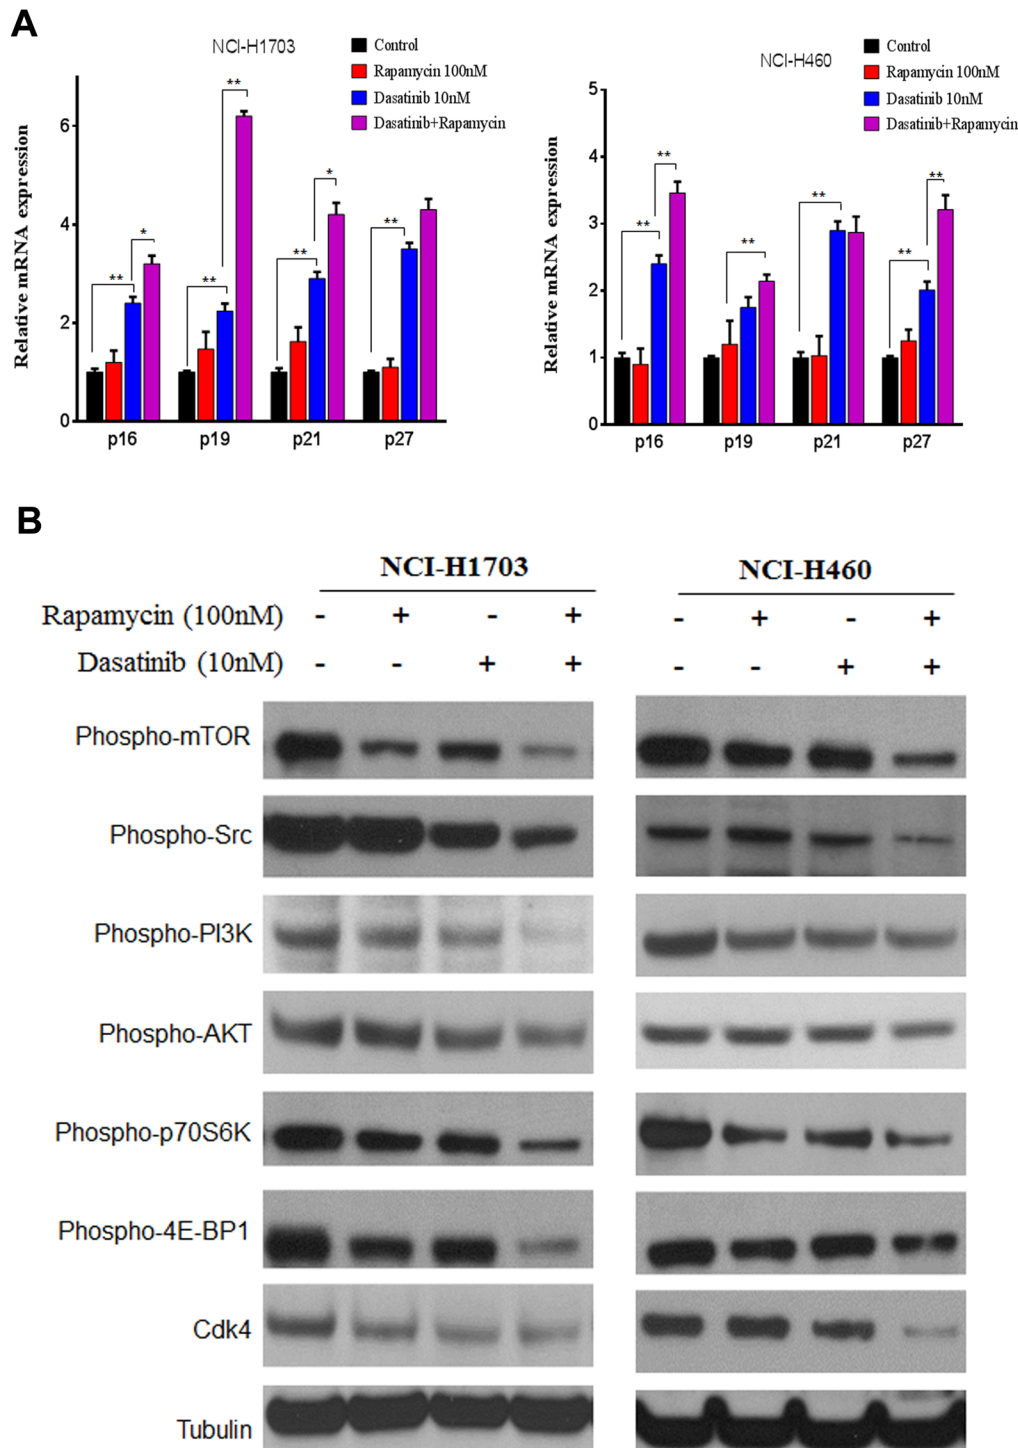 A
NCI-H1703
Control
Rapamycin 100nM
Dasatinib 10nM
Dasatinib+Rapamycin
Relative mRNA expression
6
4
2
0
**
*
**
**
**
*
**
p16
p19
p21
p27
NCI-H460
Control
Rapamycin 100nM
Dasatinib 10nM
Dasatinib+Rapamycin
Relative mRNA expression
5
4
3
2
1
0
**
**
**
**
**
**
p16
p19
p21
p27
B
NCI-H1703
NCI-H460
Rapamycin (100nM) - + - + - + - +
Dasatinib (10nM) - - + + - - + +
Phospho-mTOR
Phospho-Src
Phospho-PI3K
Phospho-AKT
Phospho-p70S6K
Phospho-4E-BP1
Cdk4
Tubulin